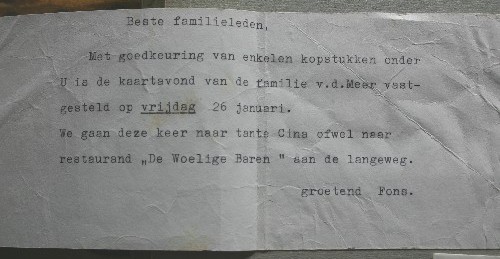 Beste familieleden,
Met goedkeuring van enkelen kopstukken onder
U is de kaartavond van de familie v.d.Meer vast-
gesteld op vrijdag 26 januari.
We gaan deze keer naar tante Cina ofwel naar
restaurand „De Woelige Baren " aan de langeweg.
groetend Fons.